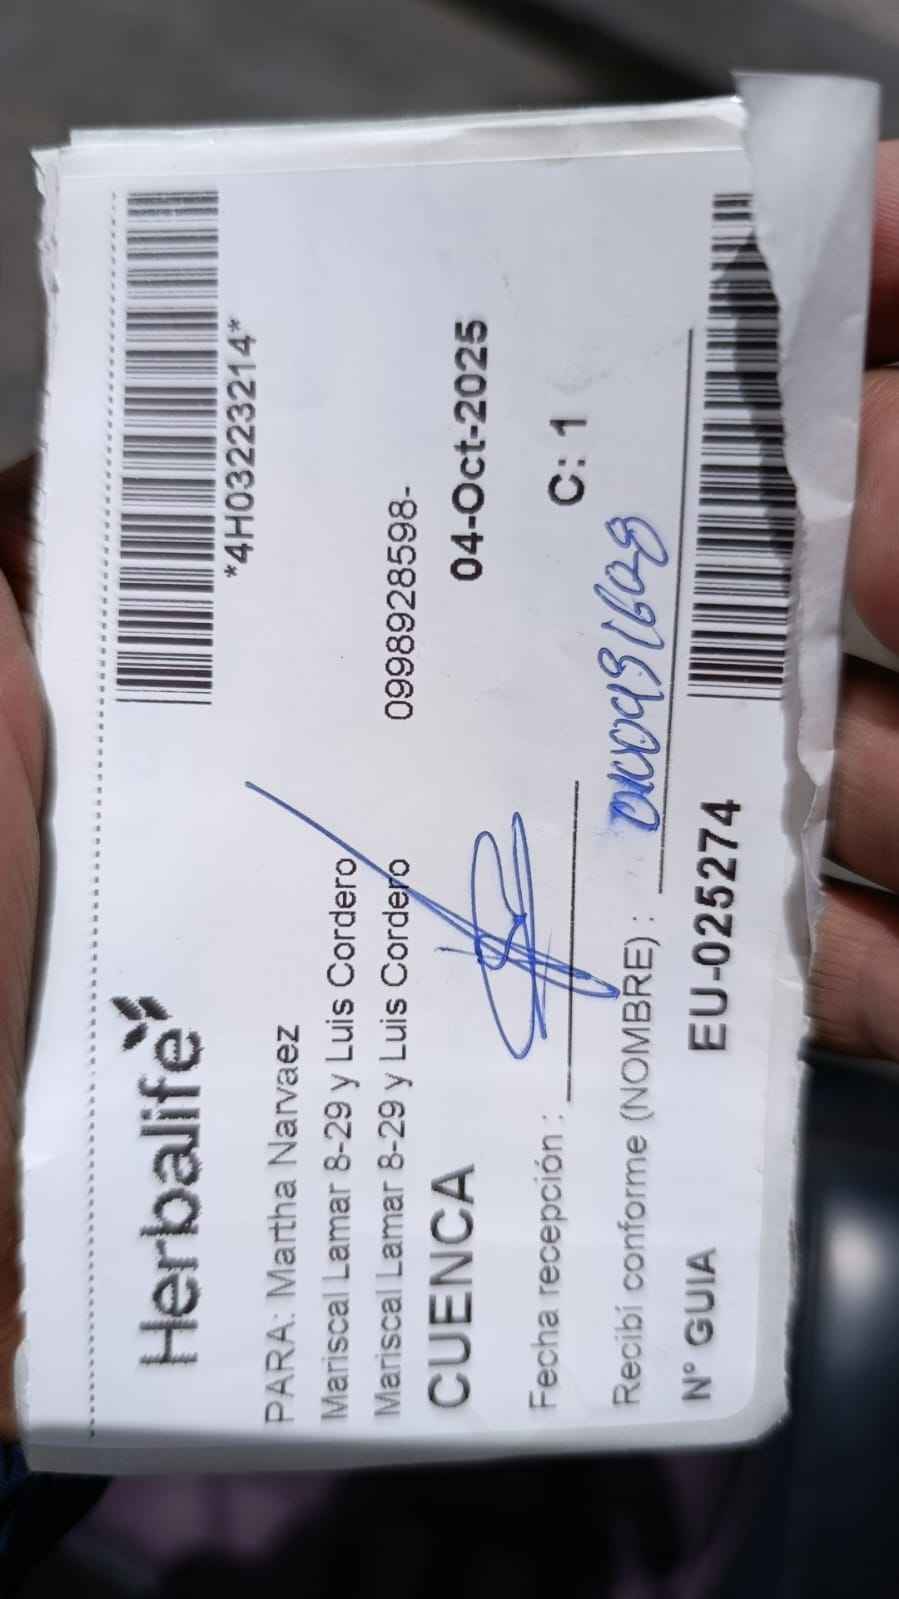 Herbalife
*4H03223214*
PARA: Martha Narvaez
Mariscal Lamar 8-29 y Luis Cordero
Mariscal Lamar 8-29 y Luis Cordero 0998928598-
CUENCA 04-Oct-2025
Fecha recepción :
C: 1
Recibí conforme (NOMBRE) :
N° GUIA EU-025274